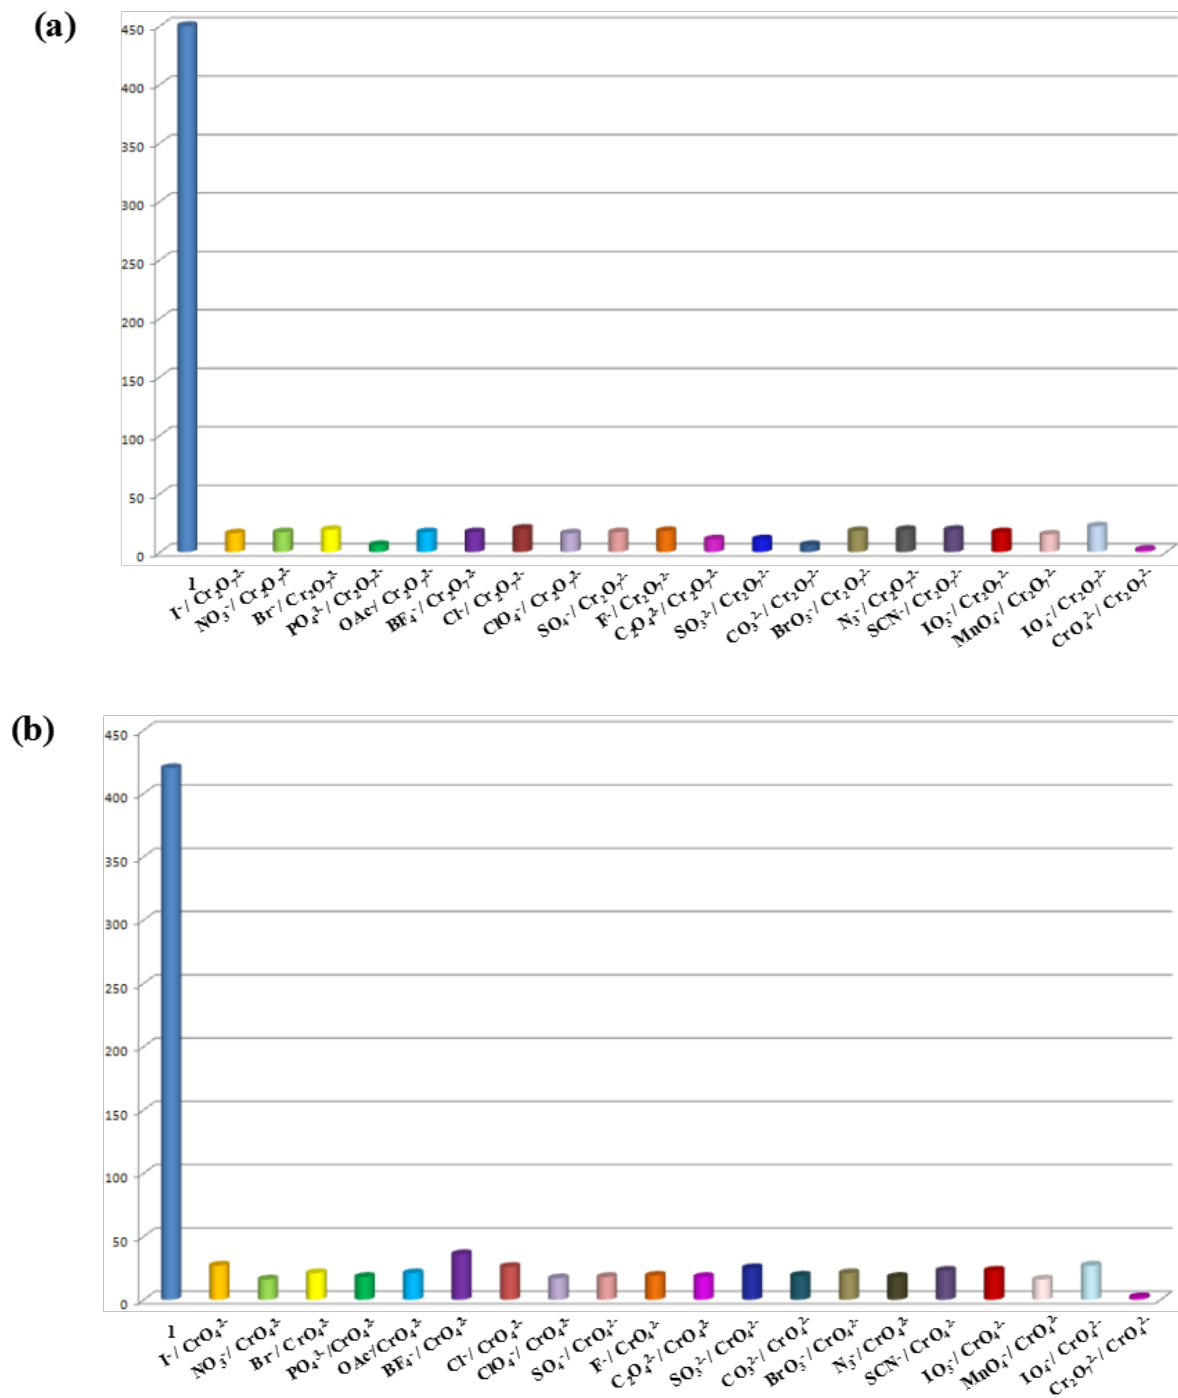 (a)
450
400
350
300
250
200
150
100
50
0
1
I⁻/ Cr₂O₇²⁻
NO₃⁻/ Cr₂O₇²⁻
Br⁻/ Cr₂O₇²⁻
PO₄³⁻/ Cr₂O₇²⁻
OAc⁻/ Cr₂O₇²⁻
BF₄⁻/ Cr₂O₇²⁻
Cl⁻/ Cr₂O₇²⁻
ClO₄⁻/ Cr₂O₇²⁻
SO₄⁻/ Cr₂O₇²⁻
F⁻/ Cr₂O₇²⁻
C₂O₄²⁻/ Cr₂O₇²⁻
SO₃²⁻/ Cr₂O₇²⁻
CO₃²⁻/ Cr₂O₇²⁻
BrO₃⁻/ Cr₂O₇²⁻
N₃⁻/ Cr₂O₇²⁻
SCN⁻/ Cr₂O₇²⁻
IO₃⁻/ Cr₂O₇²⁻
MnO₄⁻/ Cr₂O₇²⁻
IO₄⁻/ Cr₂O₇²⁻
CrO₄²⁻/ Cr₂O₇²⁻
(b)
450
400
350
300
250
200
150
100
50
0
1
I⁻/ CrO₄²⁻
NO₃⁻/ CrO₄²⁻
Br⁻/ CrO₄²⁻
PO₄³⁻/ CrO₄²⁻
OAc⁻/ CrO₄²⁻
BF₄⁻/ CrO₄²⁻
Cl⁻/ CrO₄²⁻
ClO₄⁻/ CrO₄²⁻
SO₄⁻/ CrO₄²⁻
F⁻/ CrO₄²⁻
C₂O₄²⁻/ CrO₄²⁻
SO₃²⁻/ CrO₄²⁻
CO₃²⁻/ CrO₄²⁻
BrO₃⁻/ CrO₄²⁻
N₃⁻/ CrO₄²⁻
SCN⁻/ CrO₄²⁻
IO₃⁻/ CrO₄²⁻
MnO₄⁻/ CrO₄²⁻
IO₄⁻/ CrO₄²⁻
Cr₂O₇²⁻/ CrO₄²⁻